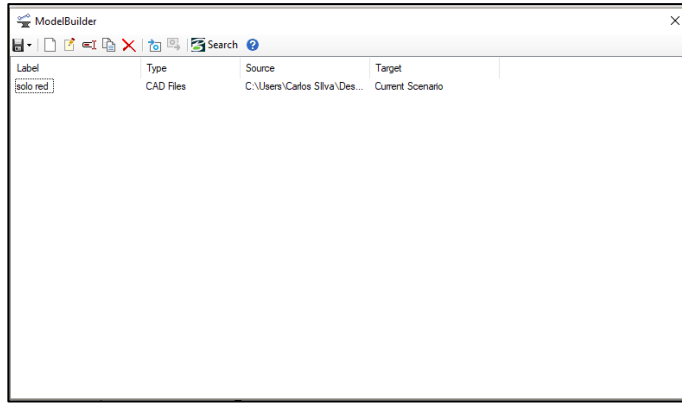 ModelBuilder
Search
Label Type Source Target
solo red CAD Files C:\Users\Carlos SIlva\Des... Current Scenario